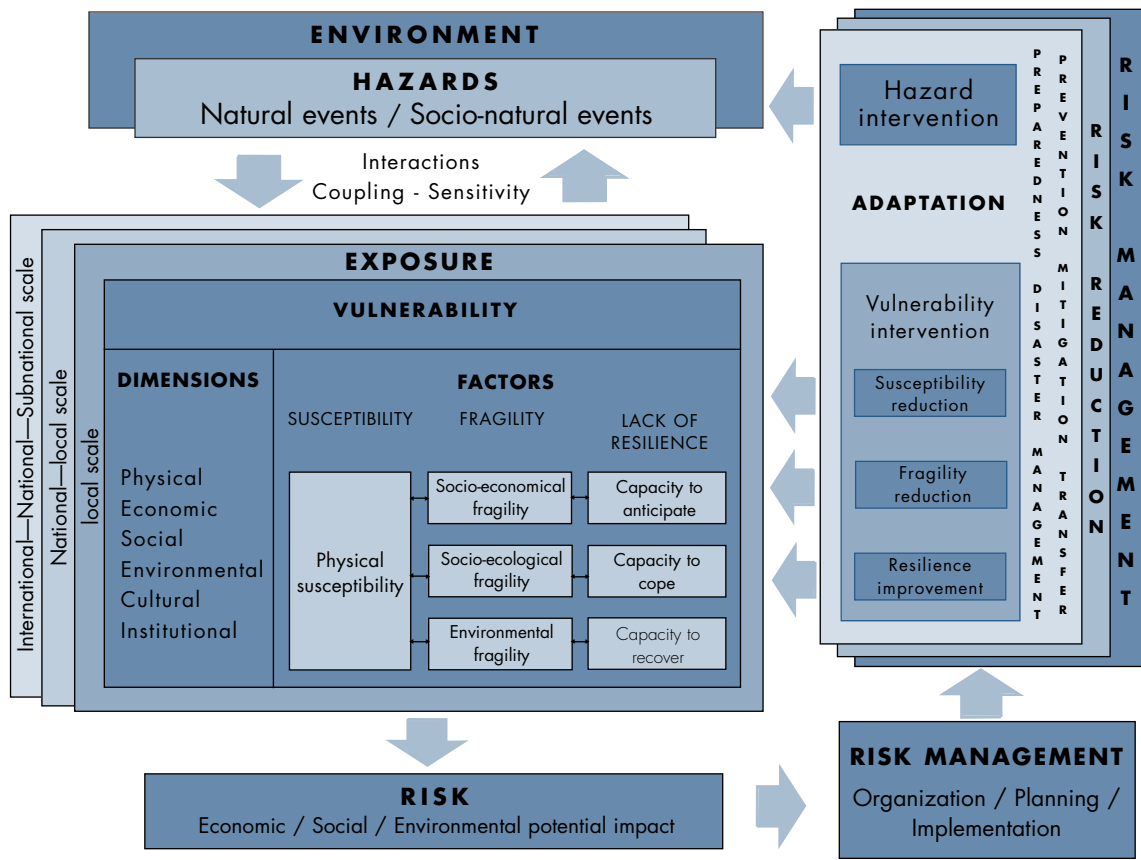 ENVIRONMENT
HAZARDS
Natural events / Socio-natural events
Interactions
Coupling - Sensitivity
International—National—Subnational scale
National—local scale
local scale
EXPOSURE
VULNERABILITY
DIMENSIONS
Physical
Economic
Social
Environmental
Cultural
Institutional
FACTORS
SUSCEPTIBILITY
FRAGILITY
LACK OF
RESILIENCE
Physical
susceptibility
Socio-economical
fragility
Capacity to
anticipate
Socio-ecological
fragility
Capacity to
cope
Environmental
fragility
Capacity to
recover
Hazard
intervention
ADAPTATION
Vulnerability
intervention
Susceptibility
reduction
Fragility
reduction
Resilience
improvement
PREPAREDNESS DISASTER MANAGEMENT
PREVENTION MITIGATION TRANSFER
RISK REDUCTION
RISK MANAGEMENT
RISK
Economic / Social / Environmental potential impact
RISK MANAGEMENT
Organization / Planning /
Implementation